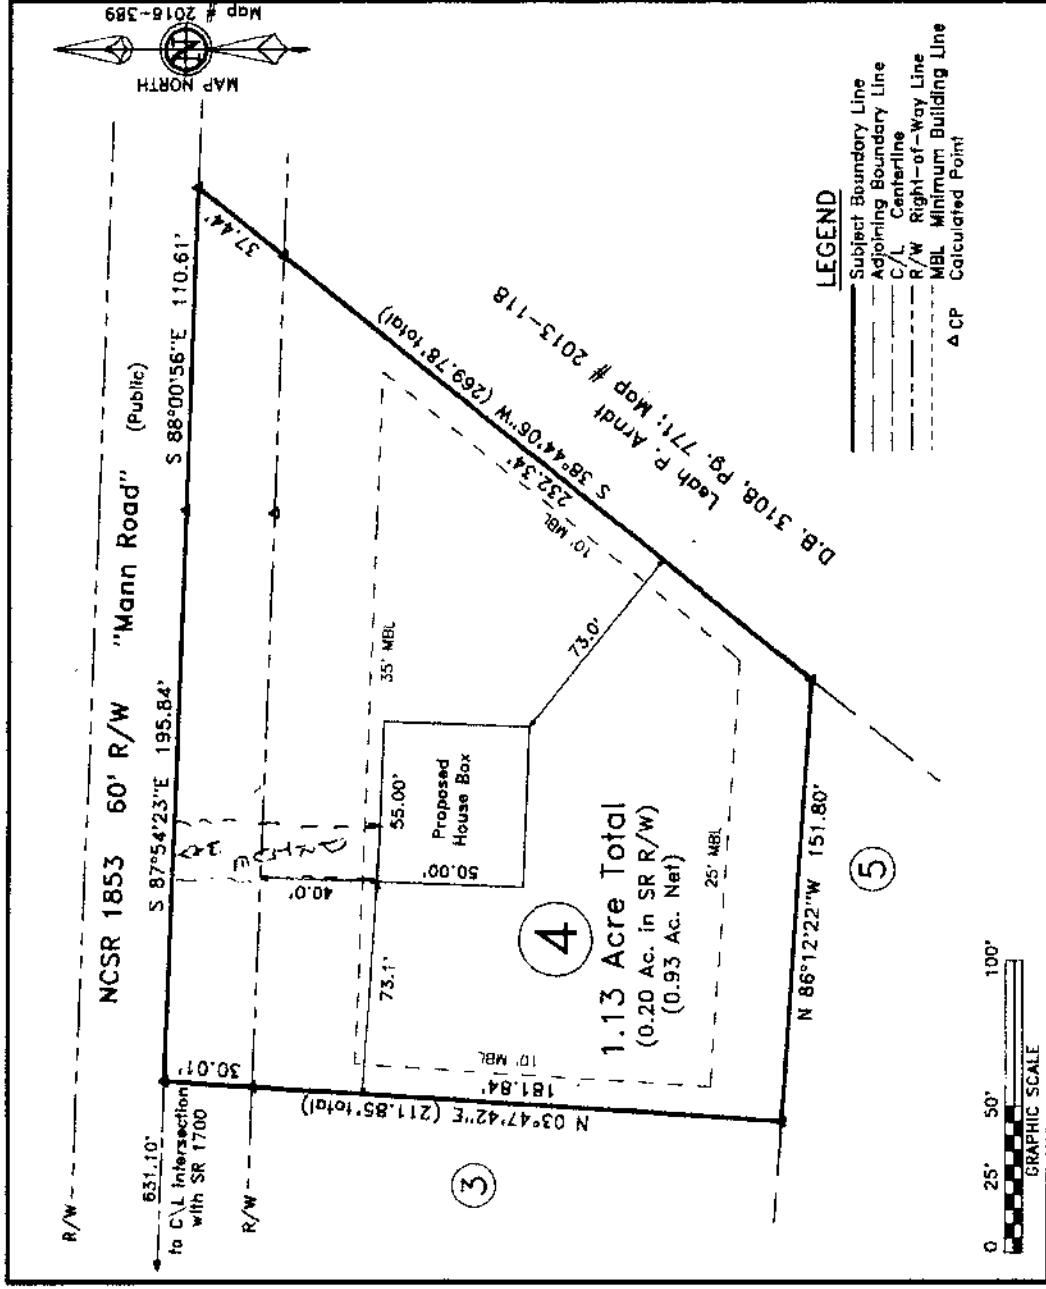 MAP NORTH
Map # 2016-389
NCSR 1853 60' R/W "Mann Road" (Public)
R/W
S 87°54'23"E 195.84'
S 88°00'56"E 110.61'
631.10'
to C\L Intersection
with SR 1700
R/W
30.01'
37.44'
40.0'
35' MBL
73.1'
55.00'
50.00'
Proposed
House Box
73.0'
10' MBL
232.34'
S 38°44'06"W (269.78' total)
Leah P. Arndt
D.B. 3108, Pg. 771; Map # 2013-118
4
1.13 Acre Total
(0.20 Ac. in SR R/W)
(0.93 Ac. Net)
10' MBL
181.84'
N 03°47'42"E (211.85' total)
25' MBL
N 86°12'22"W 151.80'
3
5
LEGEND
Subject Boundary Line
Adjoining Boundary Line
C/L Centerline
R/W Right-of-Way Line
MBL Minimum Building Line
Δ CP Calculated Point
0 25' 50' 100'
GRAPHIC SCALE